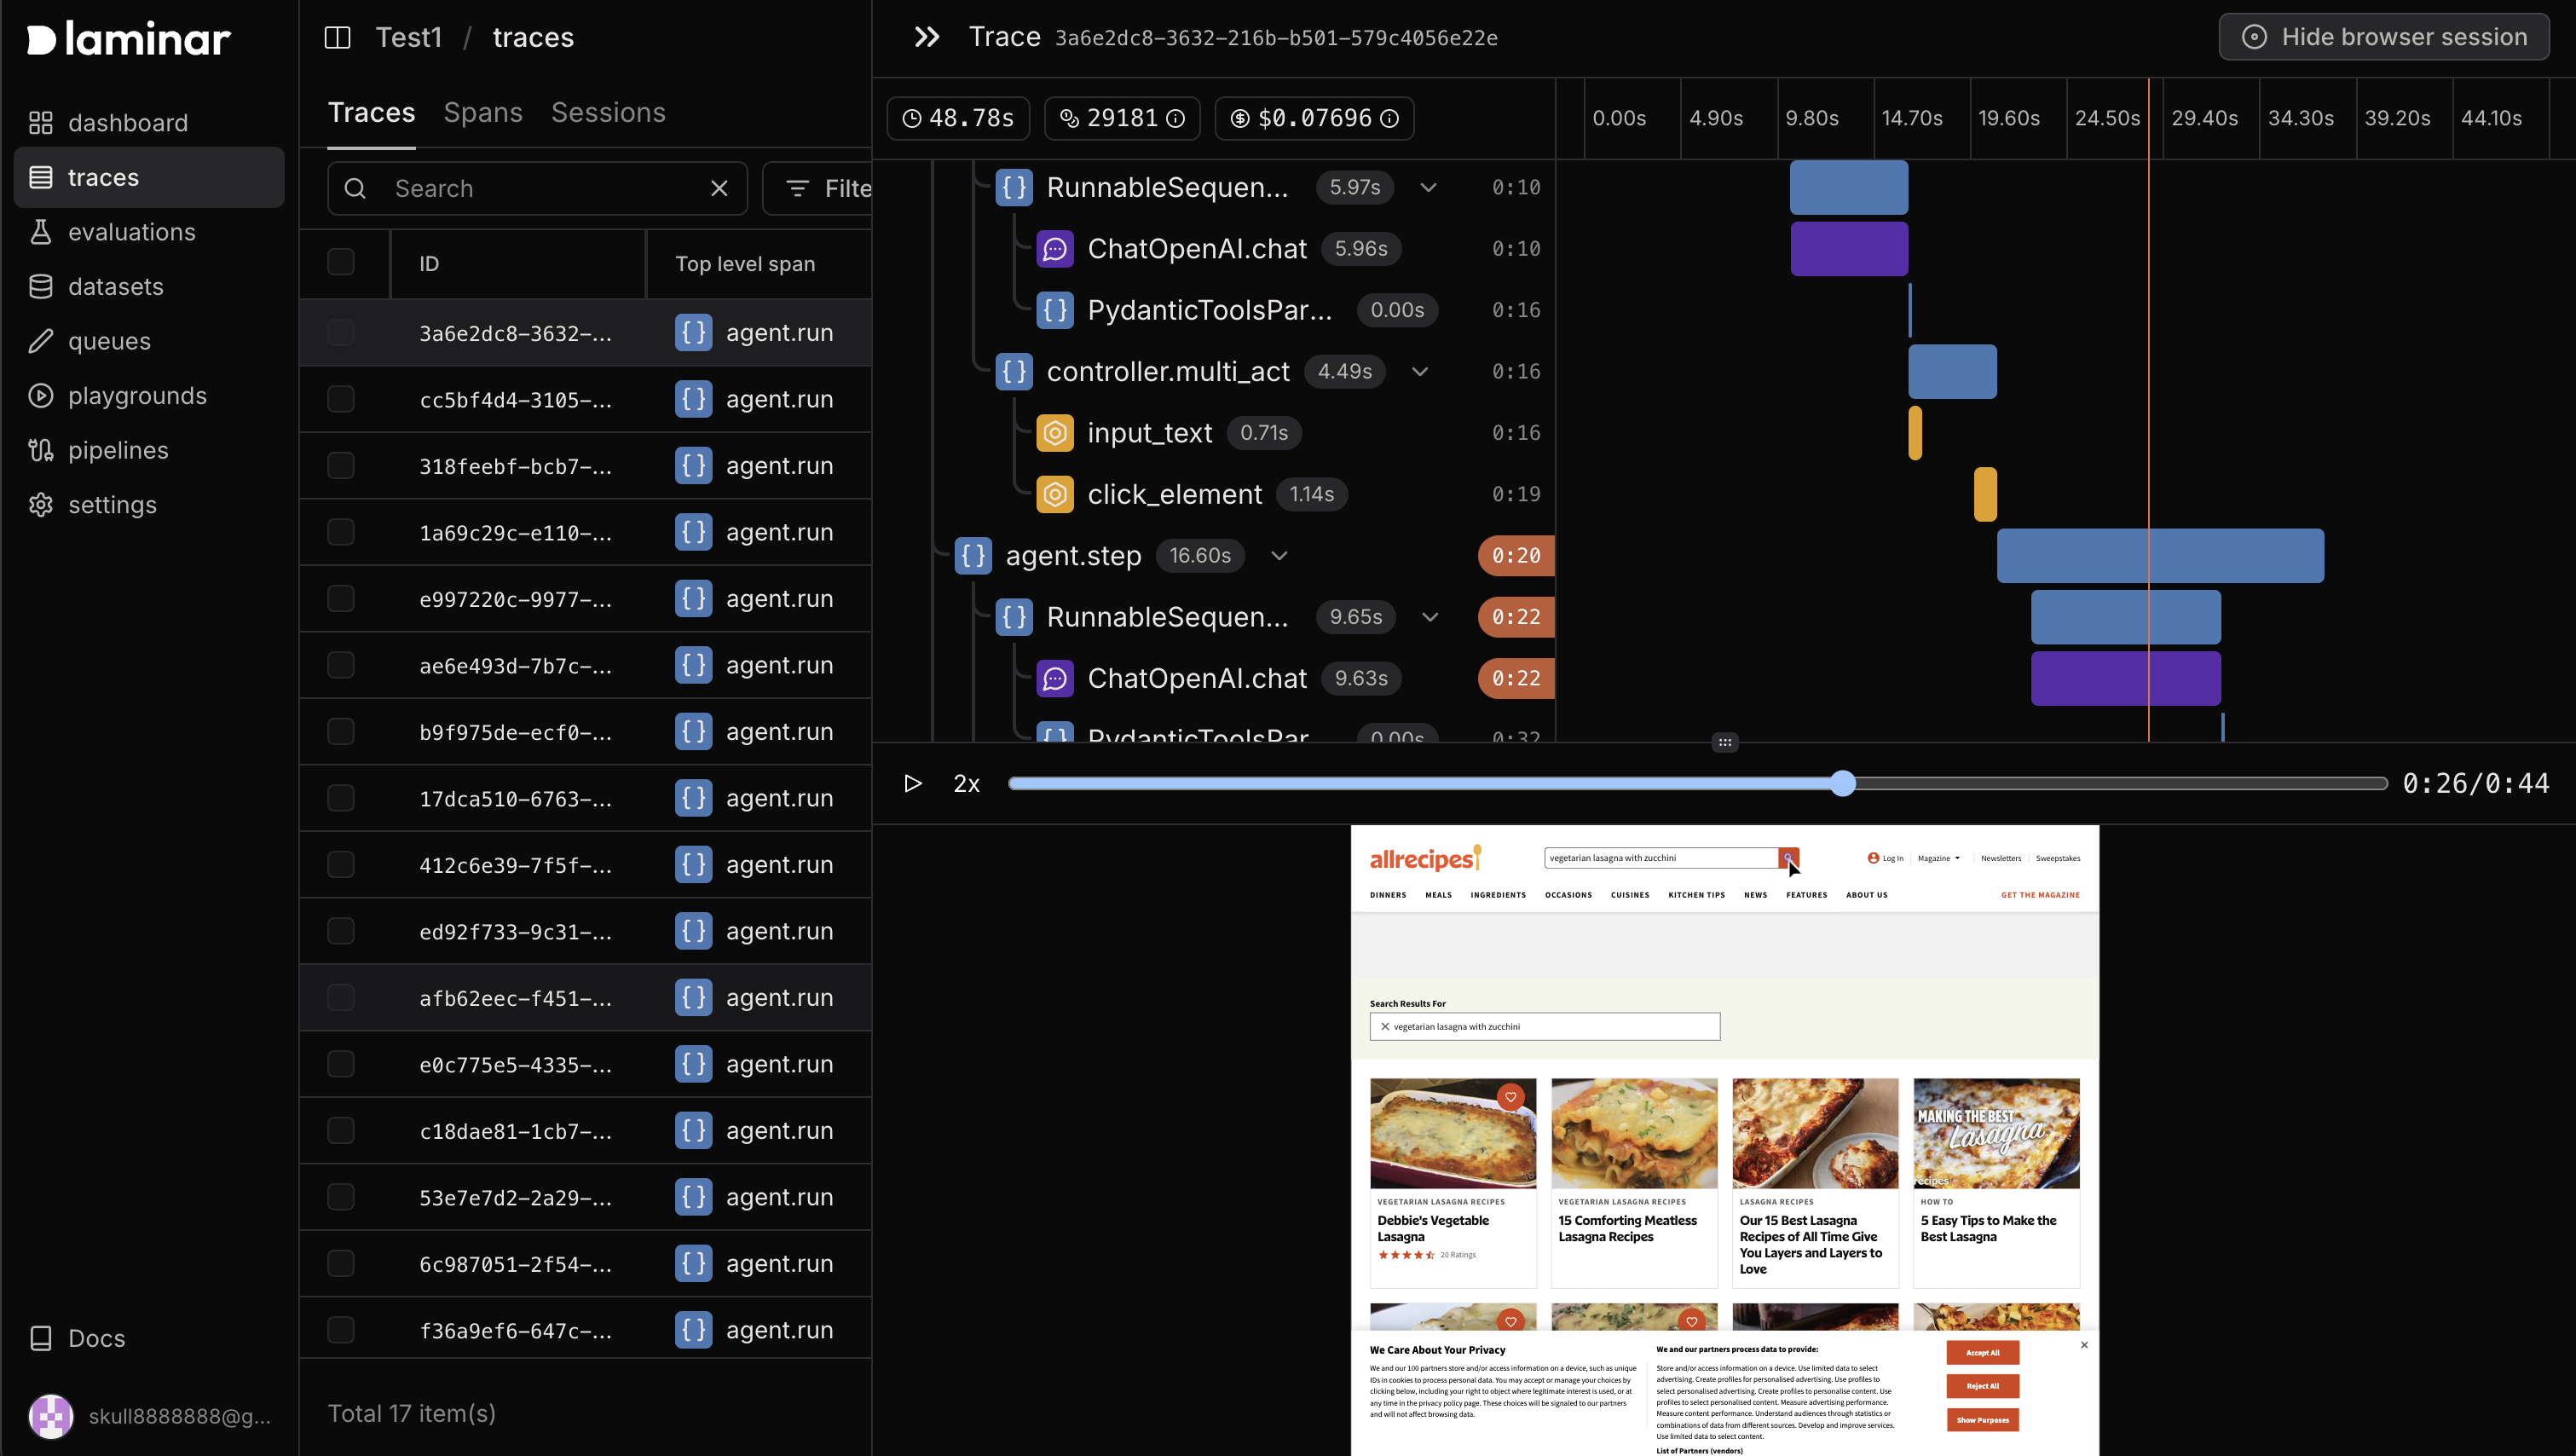 laminar
dashboard
traces
evaluations
datasets
queues
playgrounds
pipelines
settings
Docs
skull8888888@g...
Test1 / traces
Traces Spans Sessions
Search
Filte
ID Top level span
3a6e2dc8-3632-... agent.run
cc5bf4d4-3105-... agent.run
318feebf-bcb7-... agent.run
1a69c29c-e110-... agent.run
e997220c-9977-... agent.run
ae6e493d-7b7c-... agent.run
b9f975de-ecf0-... agent.run
17dca510-6763-... agent.run
412c6e39-7f5f-... agent.run
ed92f733-9c31-... agent.run
afb62eec-f451-... agent.run
e0c775e5-4335-... agent.run
c18dae81-1cb7-... agent.run
53e7e7d2-2a29-... agent.run
6c987051-2f54-... agent.run
f36a9ef6-647c-... agent.run
Total 17 item(s)
Trace 3a6e2dc8-3632-216b-b501-579c4056e22e
Hide browser session
48.78s 29181 $0.07696
0.00s 4.90s 9.80s 14.70s 19.60s 24.50s 29.40s 34.30s 39.20s 44.10s
RunnableSequen... 5.97s 0:10
ChatOpenAI.chat 5.96s 0:10
PydanticToolsPar... 0.00s 0:16
controller.multi_act 4.49s 0:16
input_text 0.71s 0:16
click_element 1.14s 0:19
agent.step 16.60s 0:20
RunnableSequen... 9.65s 0:22
ChatOpenAI.chat 9.63s 0:22
PydanticToolsPar 0.00s 0:32
2x 0:26/0:44
allrecipes
vegetarian lasagna with zucchini
Log In Magazine Newsletters Sweepstakes
DINNERS MEALS INGREDIENTS OCCASIONS CUISINES KITCHEN TIPS NEWS FEATURES ABOUT US GET THE MAGAZINE
Search Results For
vegetarian lasagna with zucchini
VEGETARIAN LASAGNA RECIPES
Debbie's Vegetable
Lasagna
20 Ratings
VEGETARIAN LASAGNA RECIPES
15 Comforting Meatless
Lasagna Recipes
LASAGNA RECIPES
Our 15 Best Lasagna
Recipes of All Time Give
You Layers and Layers to
Love
MAKING THE BEST
Lasagna
recipes
HOW TO
5 Easy Tips to Make the
Best Lasagna
We Care About Your Privacy
We and our 100 partners store and/or access information on a device, such as unique
IDs in cookies to process personal data. You may accept or manage your choices by
clicking below, including your right to object where legitimate interest is used, or at
any time in the privacy policy page. These choices will be signaled to our partners
and will not affect browsing data.
We and our partners process data to provide:
Store and/or access information on a device. Use limited data to select
advertising. Create profiles for personalised advertising. Use profiles to
select personalised advertising. Create profiles to personalise content. Use
profiles to select personalised content. Measure advertising performance.
Measure content performance. Understand audiences through statistics or
combinations of data from different sources. Develop and improve services.
Use limited data to select content.
List of Partners (vendors)
Accept All
Reject All
Show Purposes